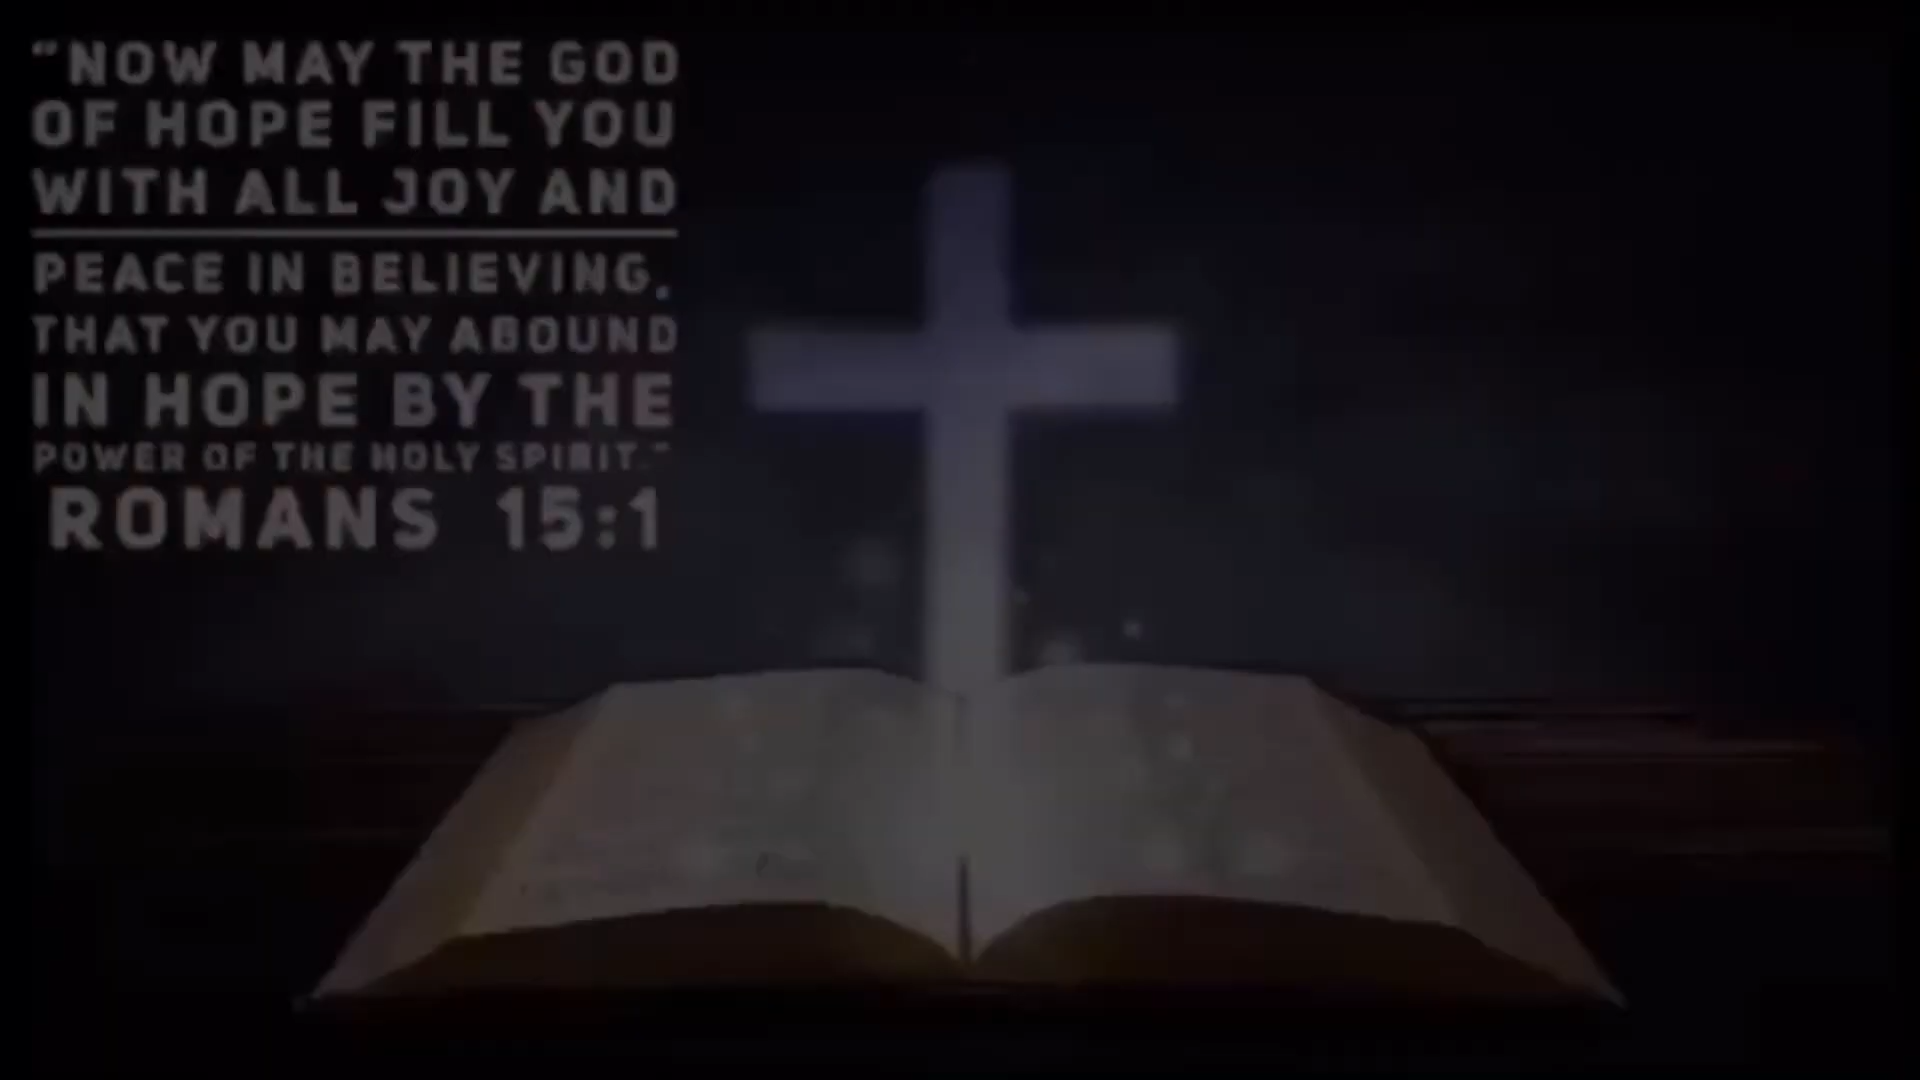 "NOW MAY THE GOD
OF HOPE FILL YOU
WITH ALL JOY AND
PEACE IN BELIEVING,
THAT YOU MAY ABOUND
IN HOPE BY THE
POWER OF THE HOLY SPIRIT."
ROMANS 15:1